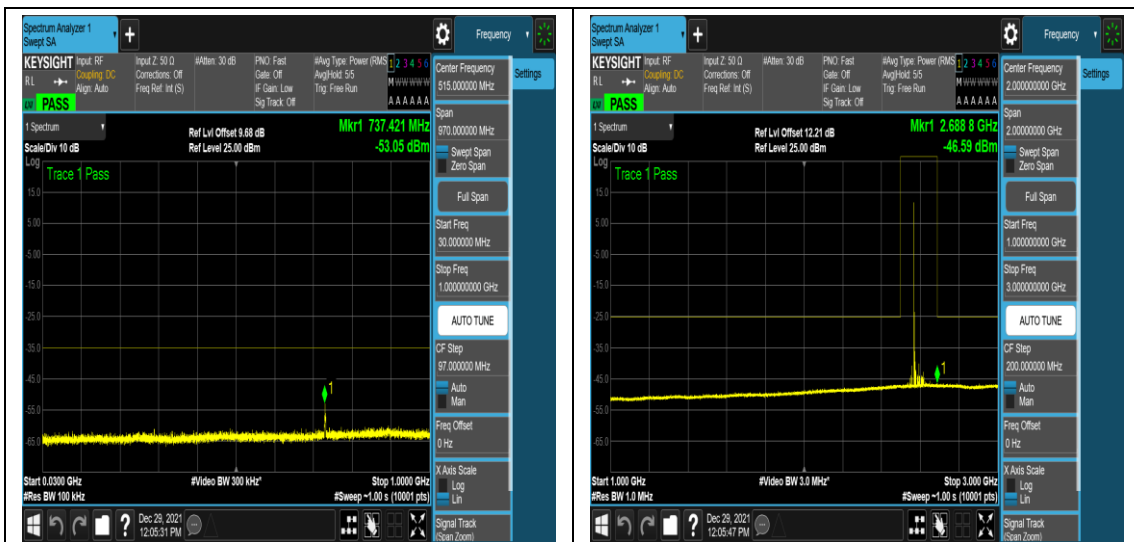 Spectrum Analyzer 1
Swept SA
+
Frequency
KEYSIGHT
Input: RF
Input Z: 50 Ω
#Atten: 30 dB
PNO: Fast
#Avg Type: Power (RMS
1 2 3 4 5 6
RL
Coupling: DC
Corrections: Off
Gate: Off
Avg|Hold: 5/5
M W W W W W
Align: Auto
Freq Ref: Int (S)
IF Gain: Low
Trig: Free Run
Sig Track: Off
A A A A A A
PASS
Center Frequency
515.000000 MHz
Settings
Span
970.000000 MHz
Swept Span
Zero Span
Full Span
Start Freq
30.000000 MHz
Stop Freq
1.000000000 GHz
AUTO TUNE
CF Step
97.000000 MHz
Auto
Man
Freq Offset
0 Hz
X Axis Scale
Log
Lin
Signal Track
(Span Zoom)
1 Spectrum
Ref Lvl Offset 9.68 dB
Mkr1 737.421 MHz
Scale/Div 10 dB
Ref Level 25.00 dBm
-53.05 dBm
Log
Trace 1 Pass
15.0
5.00
-5.00
-15.0
-25.0
-35.0
-45.0
-55.0
-65.0
1
Start 0.0300 GHz
#Video BW 300 kHz*
Stop 1.0000 GHz
#Res BW 100 kHz
#Sweep ~1.00 s (10001 pts)
?
Dec 29, 2021
12:05:31 PM
Spectrum Analyzer 1
Swept SA
+
Frequency
KEYSIGHT
Input: RF
Input Z: 50 Ω
#Atten: 30 dB
PNO: Fast
#Avg Type: Power (RMS
1 2 3 4 5 6
RL
Coupling: DC
Corrections: Off
Gate: Off
Avg|Hold: 5/5
M W W W W W
Align: Auto
Freq Ref: Int (S)
IF Gain: Low
Trig: Free Run
Sig Track: Off
A A A A A A
PASS
Center Frequency
2.000000000 GHz
Settings
Span
2.00000000 GHz
Swept Span
Zero Span
Full Span
Start Freq
1.000000000 GHz
Stop Freq
3.000000000 GHz
AUTO TUNE
CF Step
200.000000 MHz
Auto
Man
Freq Offset
0 Hz
X Axis Scale
Log
Lin
Signal Track
(Span Zoom)
1 Spectrum
Ref Lvl Offset 12.21 dB
Mkr1 2.688 8 GHz
Scale/Div 10 dB
Ref Level 25.00 dBm
-46.59 dBm
Log
Trace 1 Pass
15.0
5.00
-5.00
-15.0
-25.0
-35.0
-45.0
-55.0
-65.0
1
Start 1.000 GHz
#Video BW 3.0 MHz*
Stop 3.000 GHz
#Res BW 1.0 MHz
#Sweep ~1.00 s (10001 pts)
?
Dec 29, 2021
12:05:47 PM